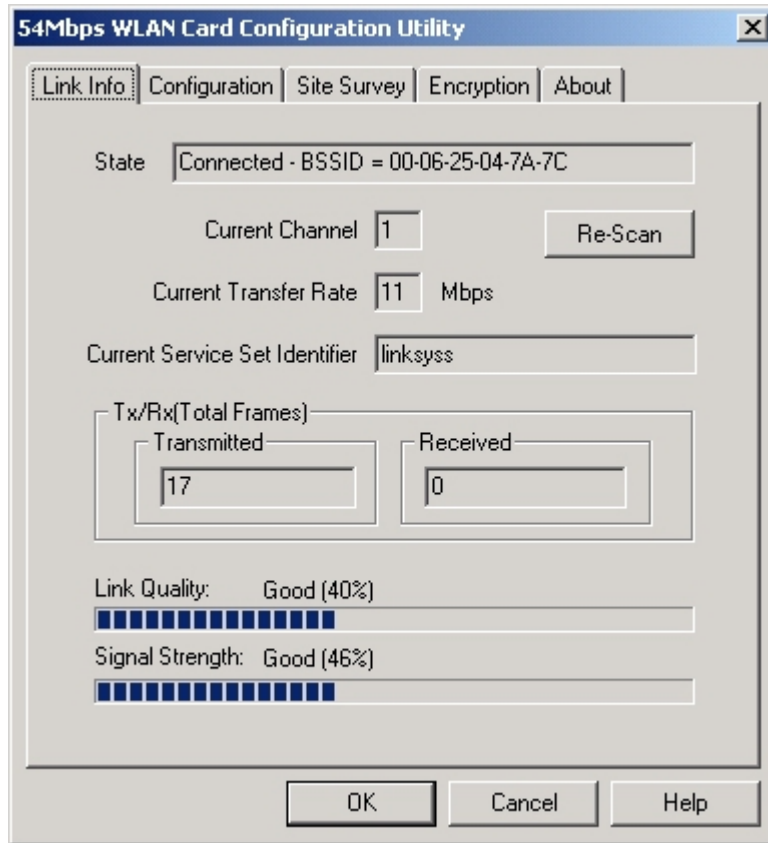 54Mbps WLAN Card Configuration Utility
Link Info Configuration Site Survey Encryption About
State Connected - BSSID = 00-06-25-04-7A-7C
Current Channel 1 Re-Scan
Current Transfer Rate 11 Mbps
Current Service Set Identifier linksyss
Tx/Rx(Total Frames)
Transmitted Received
17 0
Link Quality: Good (40%)
Signal Strength: Good (46%)
OK Cancel Help